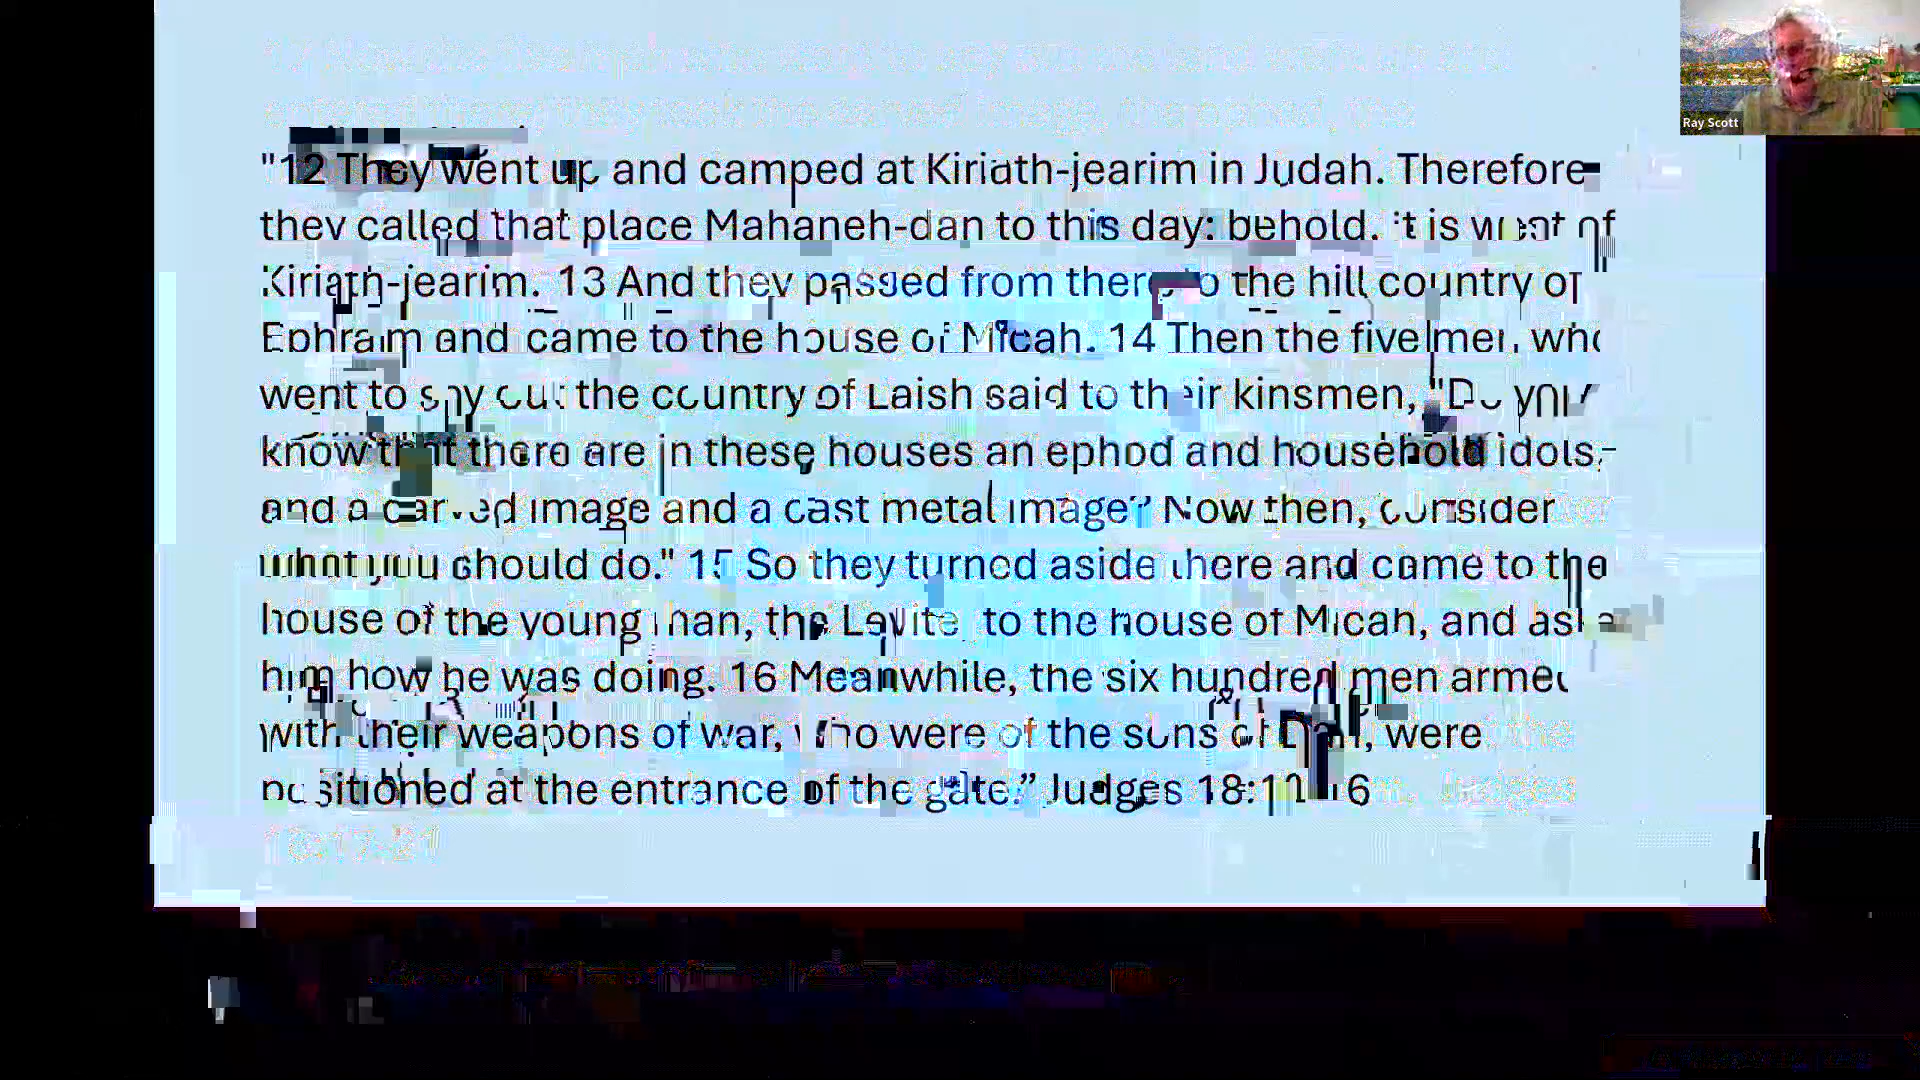 Ray Scott
"12 They went up and camped at Kiriath-jearim in Judah. Therefore
they called that place Mahaneh-dan to this day: behold. it is west of
Kiriath-jearim. 13 And they passed from there to the hill country of
Ephraim and came to the house of Micah. 14 Then the five men who
went to spy out the country of Laish said to their kinsmen, "Do you
know that there are in these houses an ephod and household idols,
and a carved image and a cast metal image? Now then, consider
what you should do." 15 So they turned aside there and came to the
house of the young man, the Levite to the house of Micah, and
him how he was doing. 16 Meanwhile, the six hundred men armed
with their weapons of war, who were of the sons of Dan, were
positioned at the entrance of the gate.” Judges